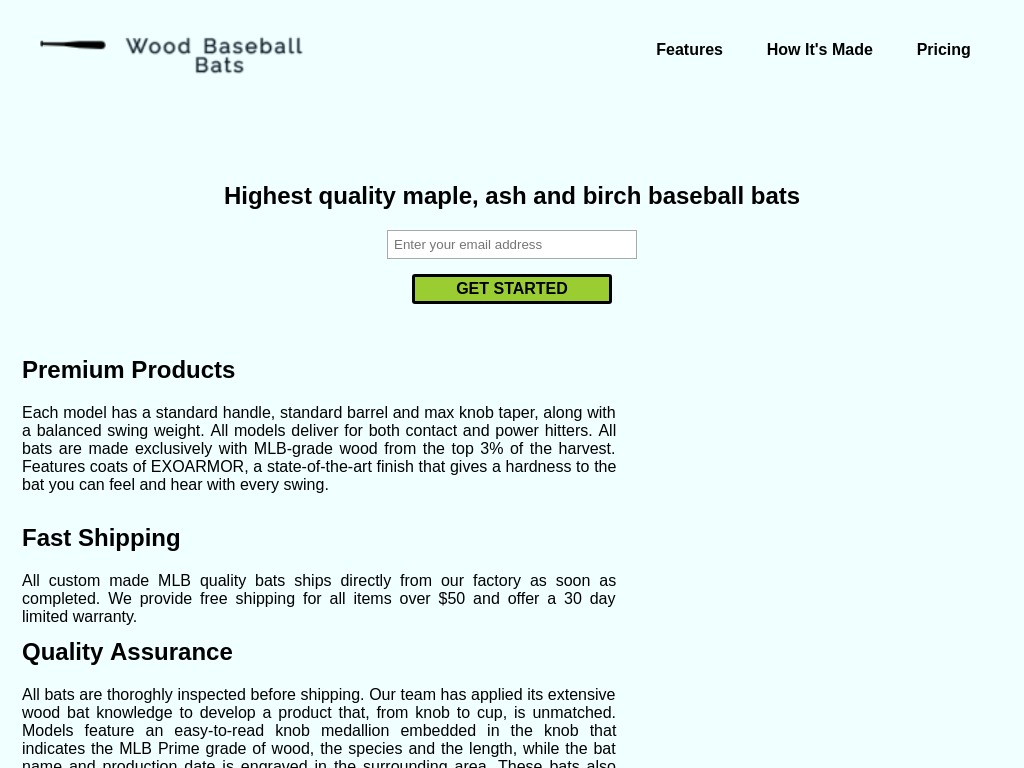 Wood Baseball
Bats
Features
How It's Made
Pricing
Highest quality maple, ash and birch baseball bats
Enter your email address
GET STARTED
Premium Products
Each model has a standard handle, standard barrel and max knob taper, along with
a balanced swing weight. All models deliver for both contact and power hitters. All
bats are made exclusively with MLB-grade wood from the top 3% of the harvest.
Features coats of EXOARMOR, a state-of-the-art finish that gives a hardness to the
bat you can feel and hear with every swing.
Fast Shipping
All custom made MLB quality bats ships directly from our factory as soon as
completed. We provide free shipping for all items over $50 and offer a 30 day
limited warranty.
Quality Assurance
All bats are thoroghly inspected before shipping. Our team has applied its extensive
wood bat knowledge to develop a product that, from knob to cup, is unmatched.
Models feature an easy-to-read knob medallion embedded in the knob that
indicates the MLB Prime grade of wood, the species and the length, while the bat
name and production date is engraved in the surrounding area. These bats also